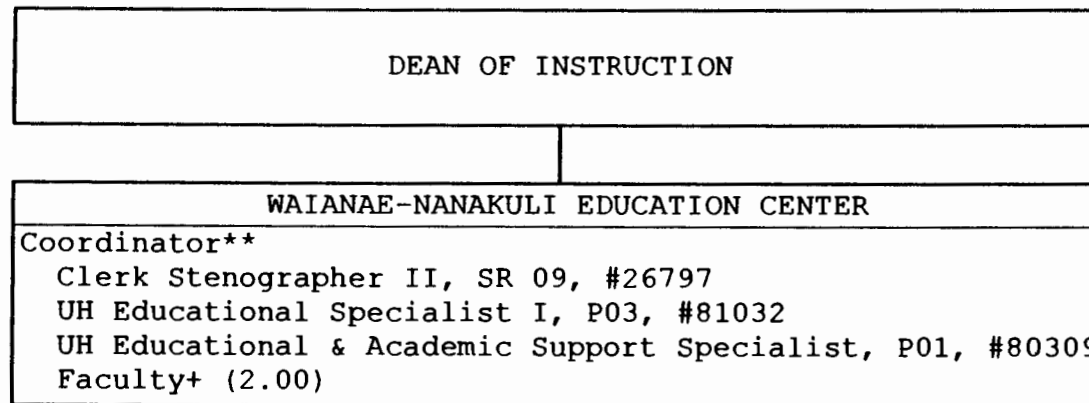 DEAN OF INSTRUCTION
WAIANAE-NANAKULI EDUCATION CENTER
Coordinator**
Clerk Stenographer II, SR 09, #26797
UH Educational Specialist I, P03, #81032
UH Educational & Academic Support Specialist, P01, #80309
Faculty+ (2.00)